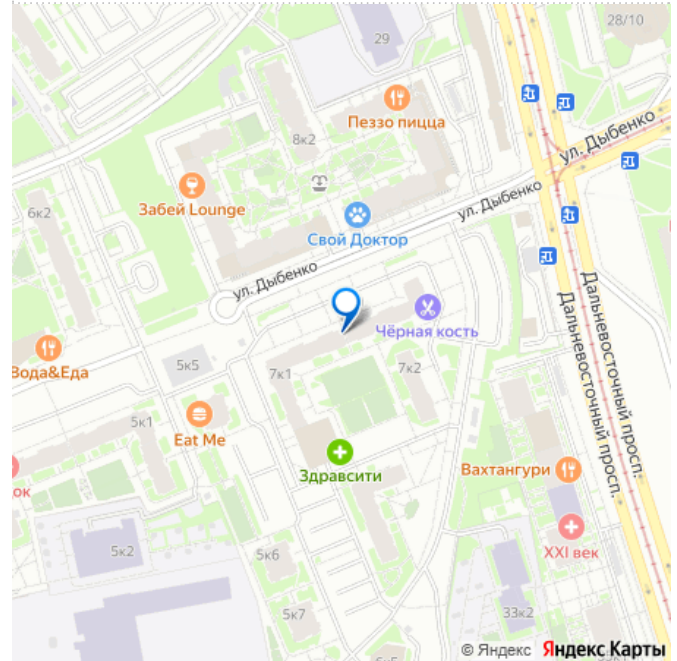 28/10
29
Пеззо пицца
8к2
ул. Дыбенко
6к2
Забей Lounge
ул. Дыбенко
Свой Доктор
ул. Дыбенко
Дальневосточный просп.
Дальневосточный просп.
Чёрная кость
Вода&Еда
5к5
7к1
7к2
5к1
Eat Me
Здравсити
Вахтангури
ок
5к2
5к6
XXI век
5к7
33к2
© Яндекс Яндекс Карты